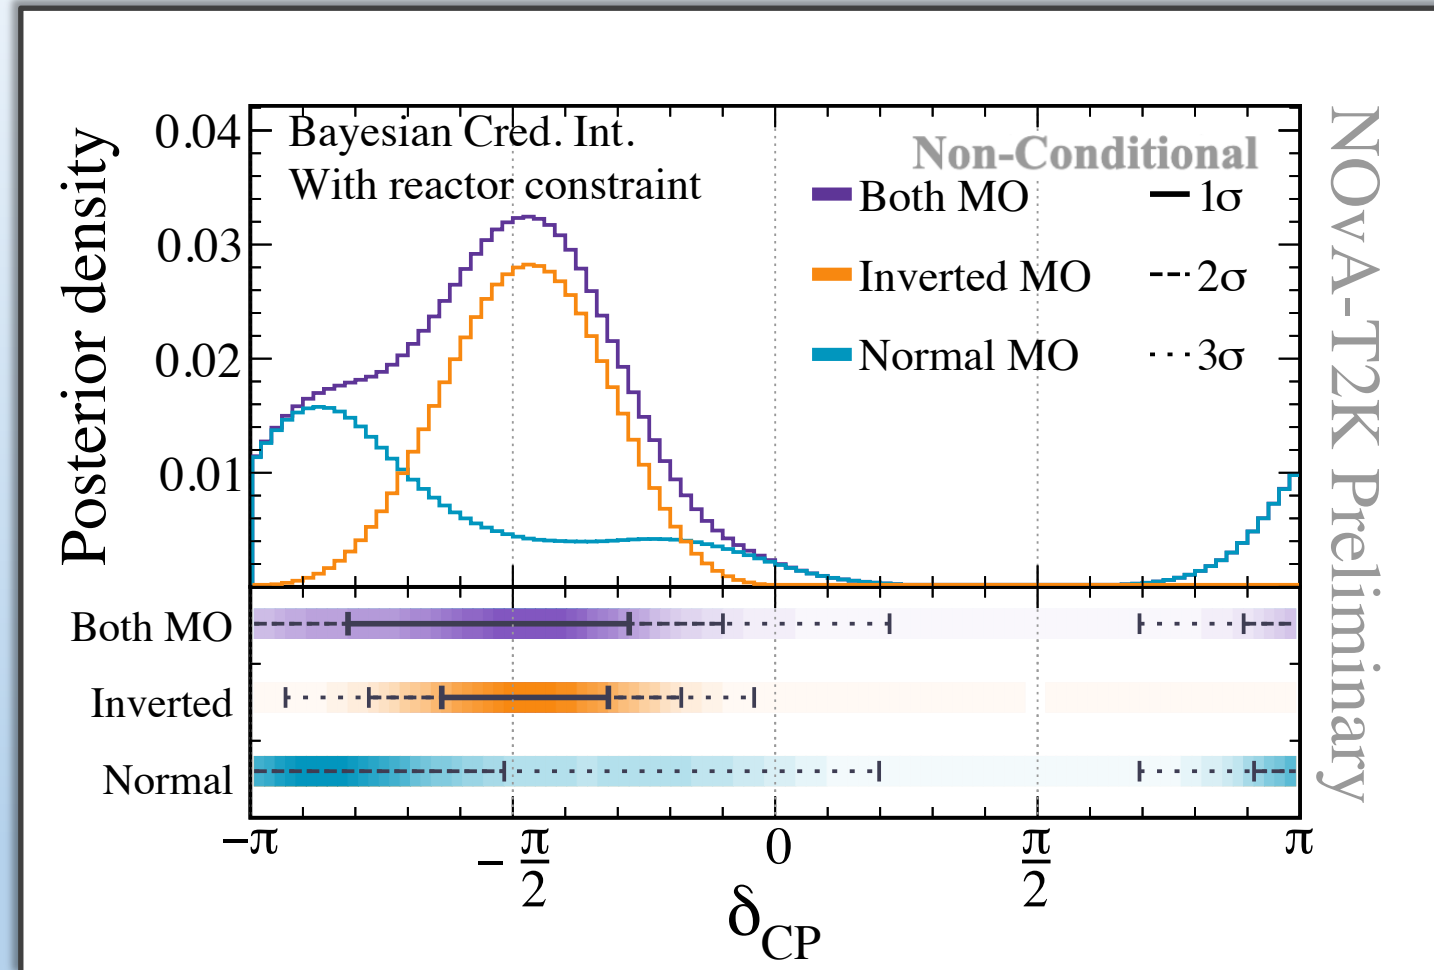 Bayesian Cred. Int.
With reactor constraint
Non-Conditional
Both MO
1σ
Inverted MO
2σ
Normal MO
3σ
Posterior density
0.04
0.03
0.02
0.01
Both MO
Inverted
Normal
−π
−π/2
0
π/2
π
δCP
NOvA-T2K Preliminary